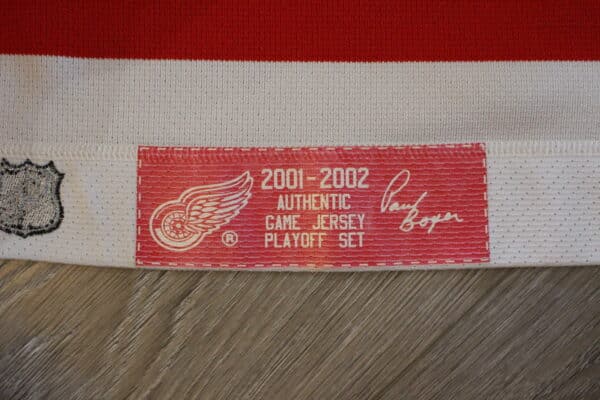 2001-2002
AUTHENTIC
GAME JERSEY
PLAYOFF SET
Paul Boyer
®